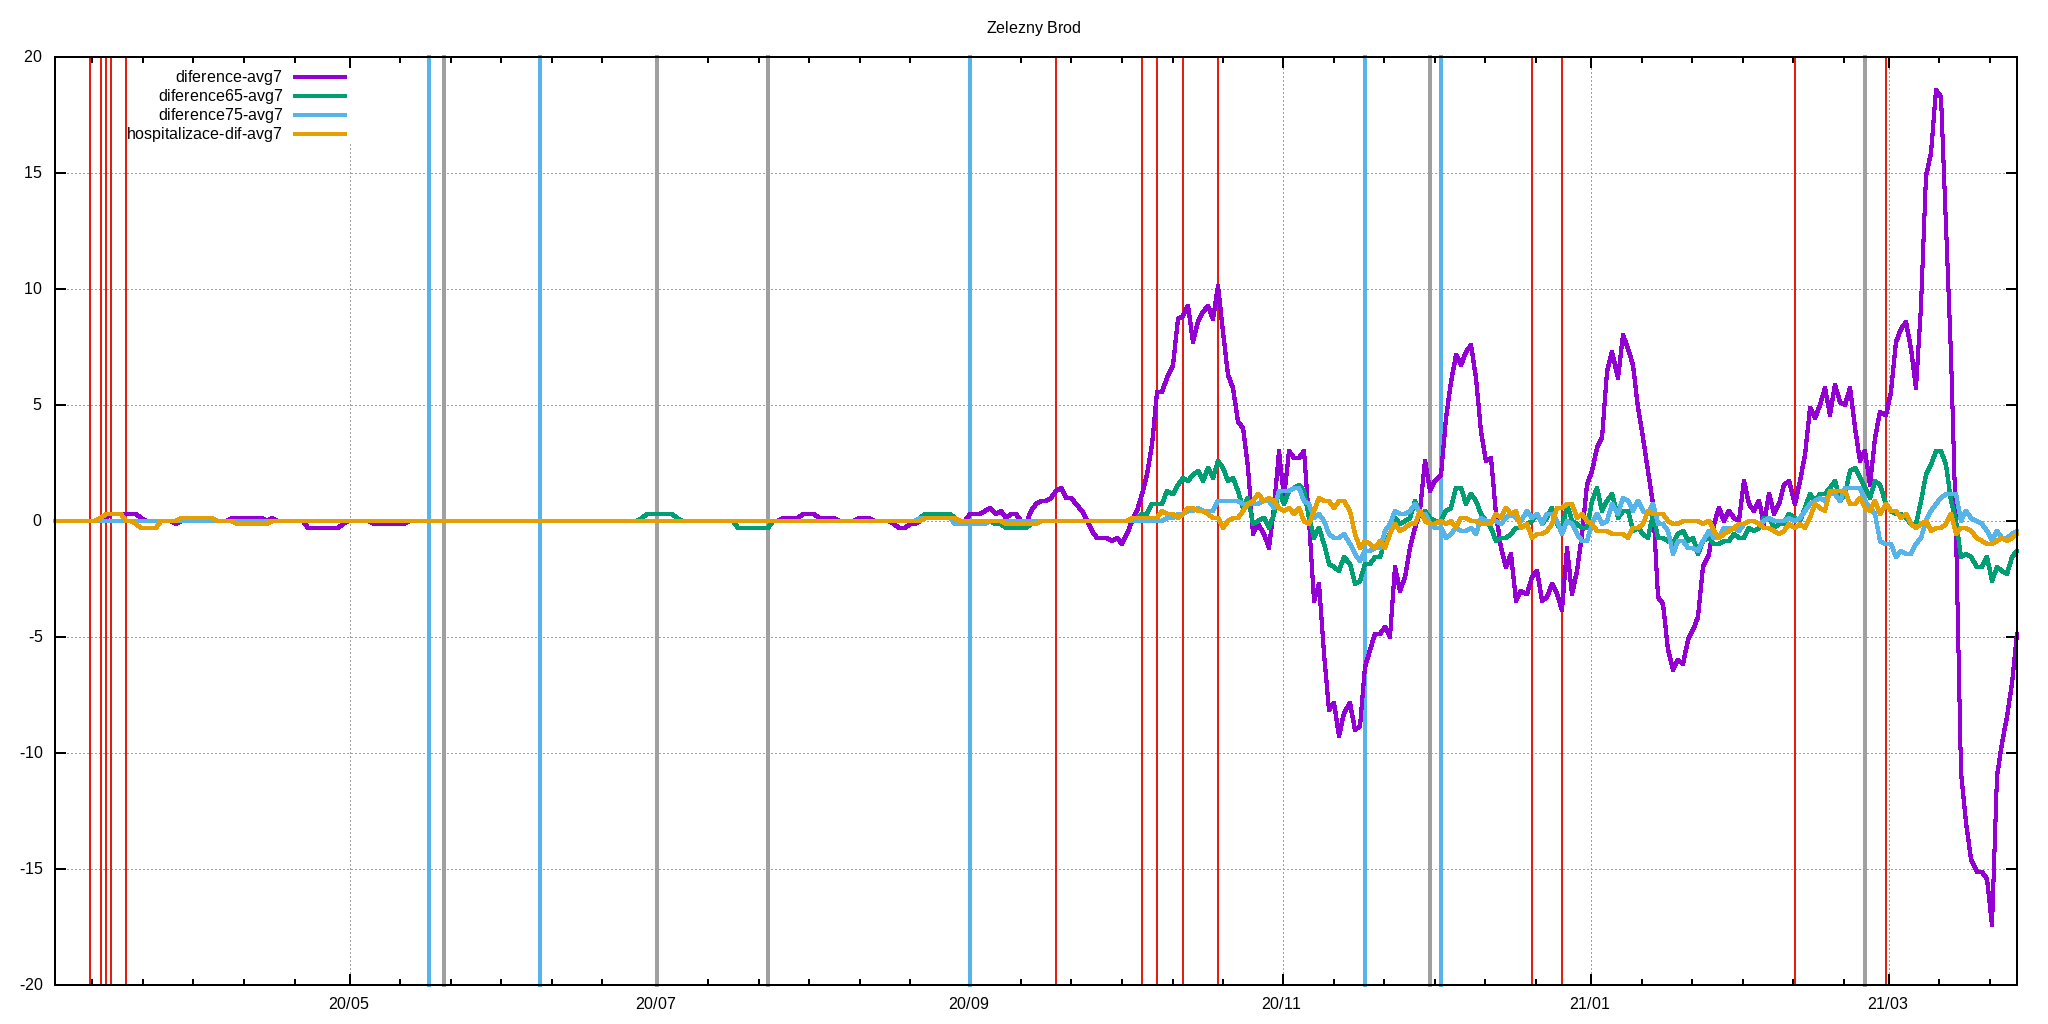 Zelezny Brod
20
diference-avg7
diference65-avg7
diference75-avg7
hospitalizace-dif-avg7
15
10
5
0
-5
-10
-15
-20
20/05 20/07 20/09 20/11 21/01 21/03